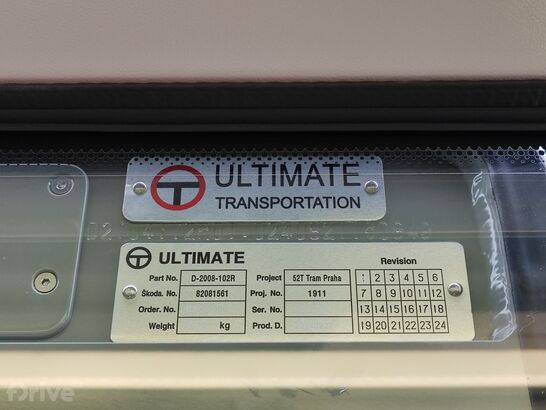 ULTIMATE
TRANSPORTATION
ULTIMATE
Revision
Part No. D-2008-102R Project 52T Tram Praha 1 2 3 4 5 6
Škoda. No. 82081561 Proj. No. 1911 7 8 9 10 11 12
Order. No. Ser. No. 13 14 15 16 17 18
Weight kg Prod. D. 19 20 21 22 23 24
fDrive